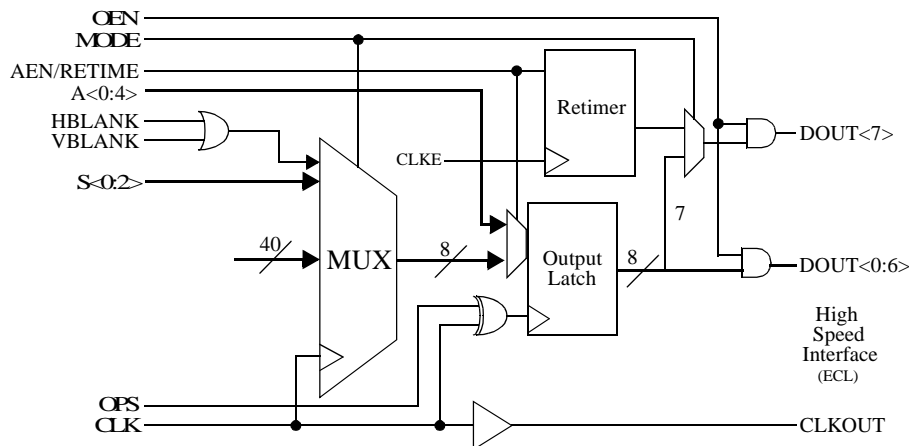 OEN
MODE
AEN/RETIME
A<0:4>
HBLANK
VBLANK
S<0:2>
CLKE
Retimer
DOUT<7>
40
MUX
8
7
Output
Latch
8
DOUT<0:6>
High
Speed
Interface
(ECL)
OPS
CLK
CLKOUT